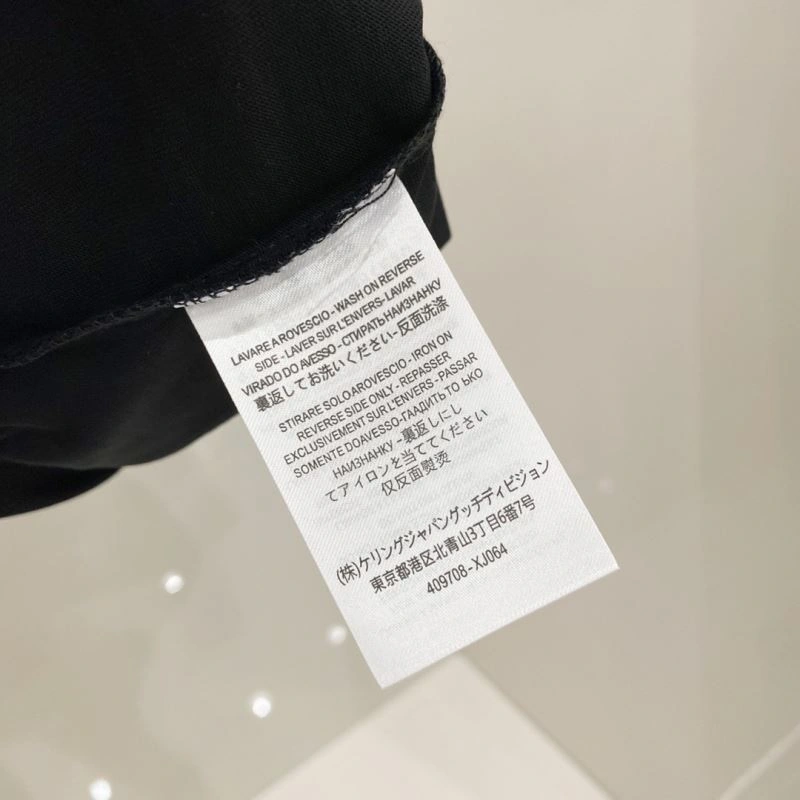 LAVARE A ROVESCIO - WASH ON REVERSE
SIDE - LAVER SUR L'ENVERS- LAVAR
VIRADO DO AVESSO - СТИРАТЬ НАИЗНАНКУ
裏返してお洗いください-反面洗涤
STIRARE SOLO AROVESCIO - IRON ON
REVERSE SIDE ONLY - REPASSER
EXCLUSIVEMENT SUR L'ENVERS - PASSAR
SOMENTE DOAVESSO-ГААДИТЬ ТО ЬКО
НАИЗНАНКУ -裏返しにし
てアイロンを当ててください
仅反面熨烫
(株)ケリングジャパングッチディビジョン
東京都港区北青山3丁目6番7号
409708-XJ064